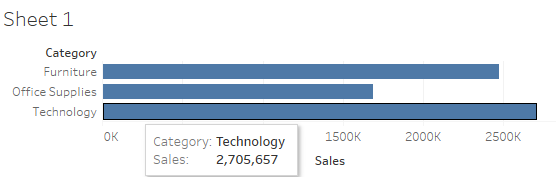 Sheet 1
Category
Furniture
Office Supplies
Technology
0K 1500K 2000K 2500K
Category: Technology
Sales: 2,705,657
Sales